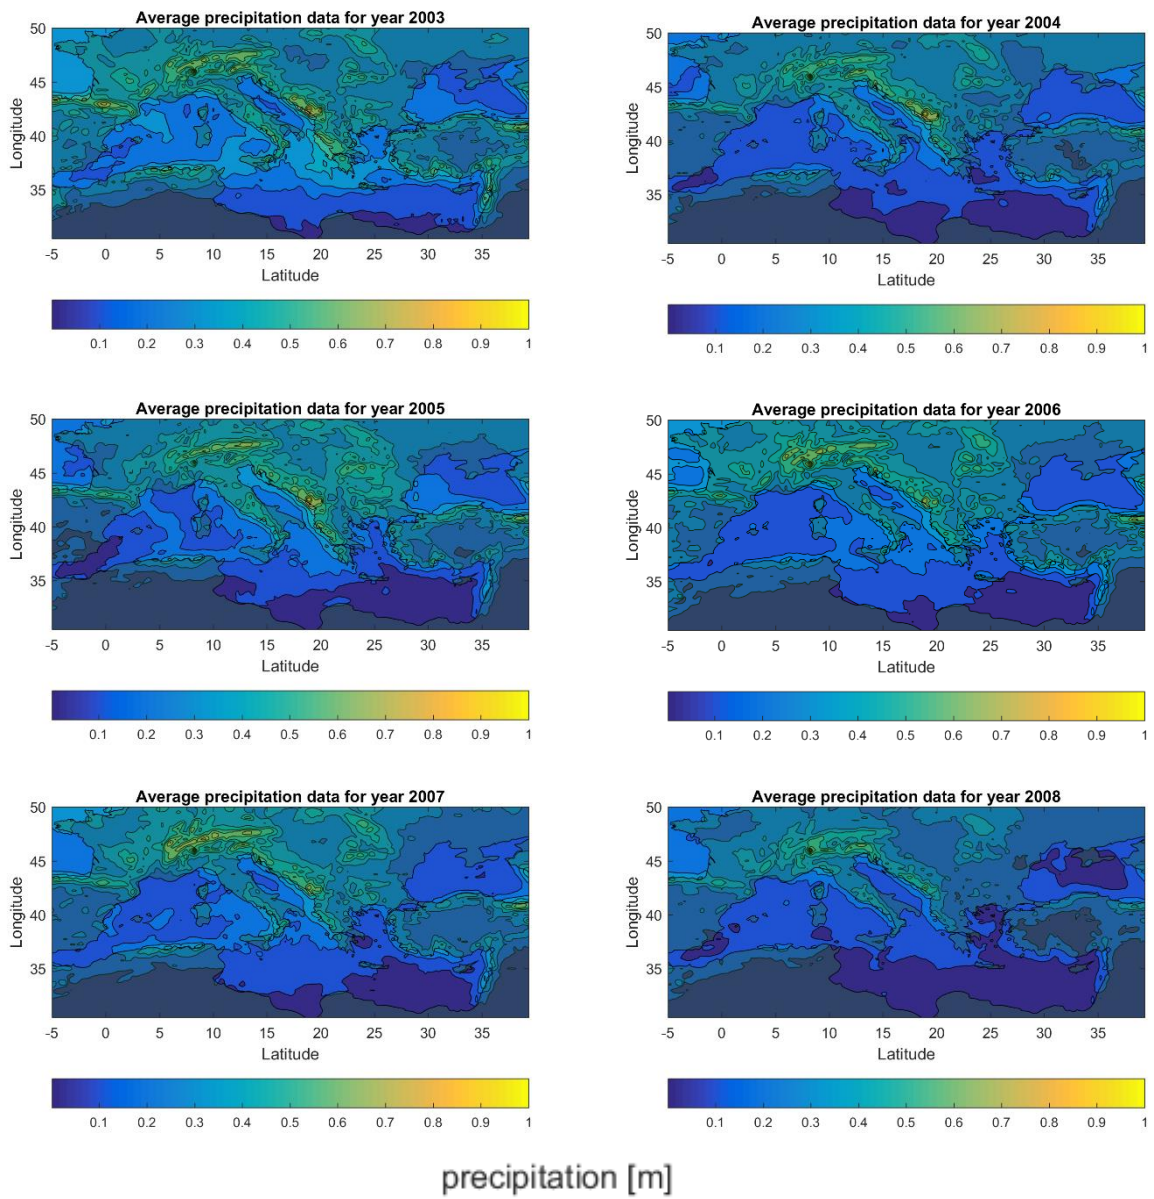 Average precipitation data for year 2003
50
45
40
35
Longitude
-5 0 5 10 15 20 25 30 35
Latitude
0.1 0.2 0.3 0.4 0.5 0.6 0.7 0.8 0.9 1
Average precipitation data for year 2004
50
45
40
35
Longitude
-5 0 5 10 15 20 25 30 35
Latitude
0.1 0.2 0.3 0.4 0.5 0.6 0.7 0.8 0.9 1
Average precipitation data for year 2005
50
45
40
35
Longitude
-5 0 5 10 15 20 25 30 35
Latitude
0.1 0.2 0.3 0.4 0.5 0.6 0.7 0.8 0.9 1
Average precipitation data for year 2006
50
45
40
35
Longitude
-5 0 5 10 15 20 25 30 35
Latitude
0.1 0.2 0.3 0.4 0.5 0.6 0.7 0.8 0.9 1
Average precipitation data for year 2007
50
45
40
35
Longitude
-5 0 5 10 15 20 25 30 35
Latitude
0.1 0.2 0.3 0.4 0.5 0.6 0.7 0.8 0.9 1
Average precipitation data for year 2008
50
45
40
35
Longitude
-5 0 5 10 15 20 25 30 35
Latitude
0.1 0.2 0.3 0.4 0.5 0.6 0.7 0.8 0.9 1
precipitation [m]